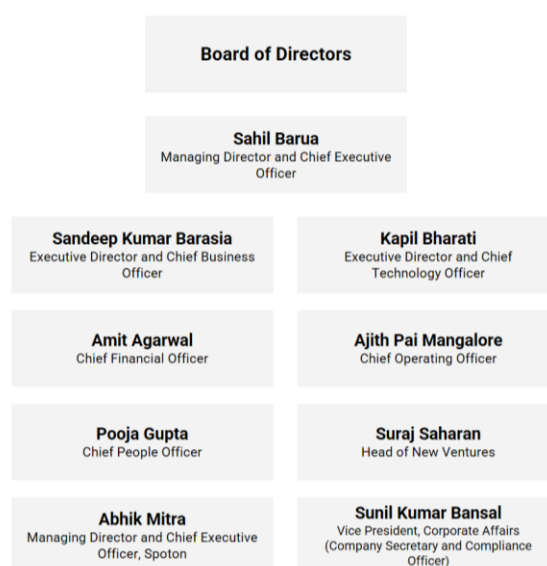 Board of Directors
Sahil Barua
Managing Director and Chief Executive
Officer
Sandeep Kumar Barasia
Executive Director and Chief Business
Officer
Kapil Bharati
Executive Director and Chief
Technology Officer
Amit Agarwal
Chief Financial Officer
Ajith Pai Mangalore
Chief Operating Officer
Pooja Gupta
Chief People Officer
Suraj Saharan
Head of New Ventures
Abhik Mitra
Managing Director and Chief Executive
Officer, Spoton
Sunil Kumar Bansal
Vice President, Corporate Affairs
(Company Secretary and Compliance
Officer)